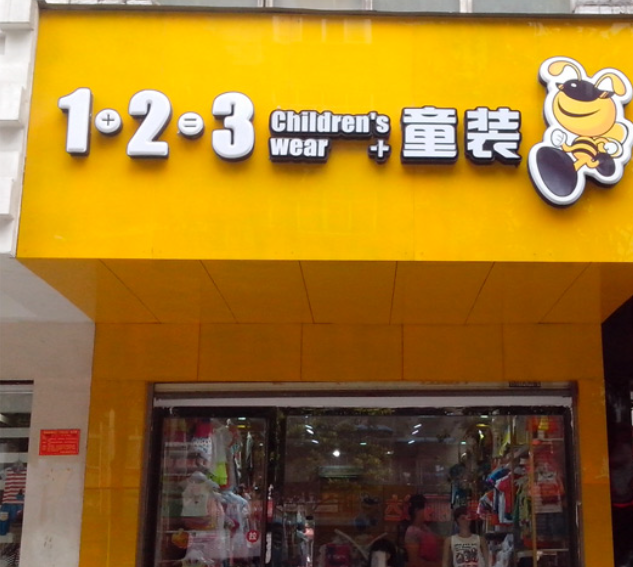 1+2=3 Children's wear + 童装